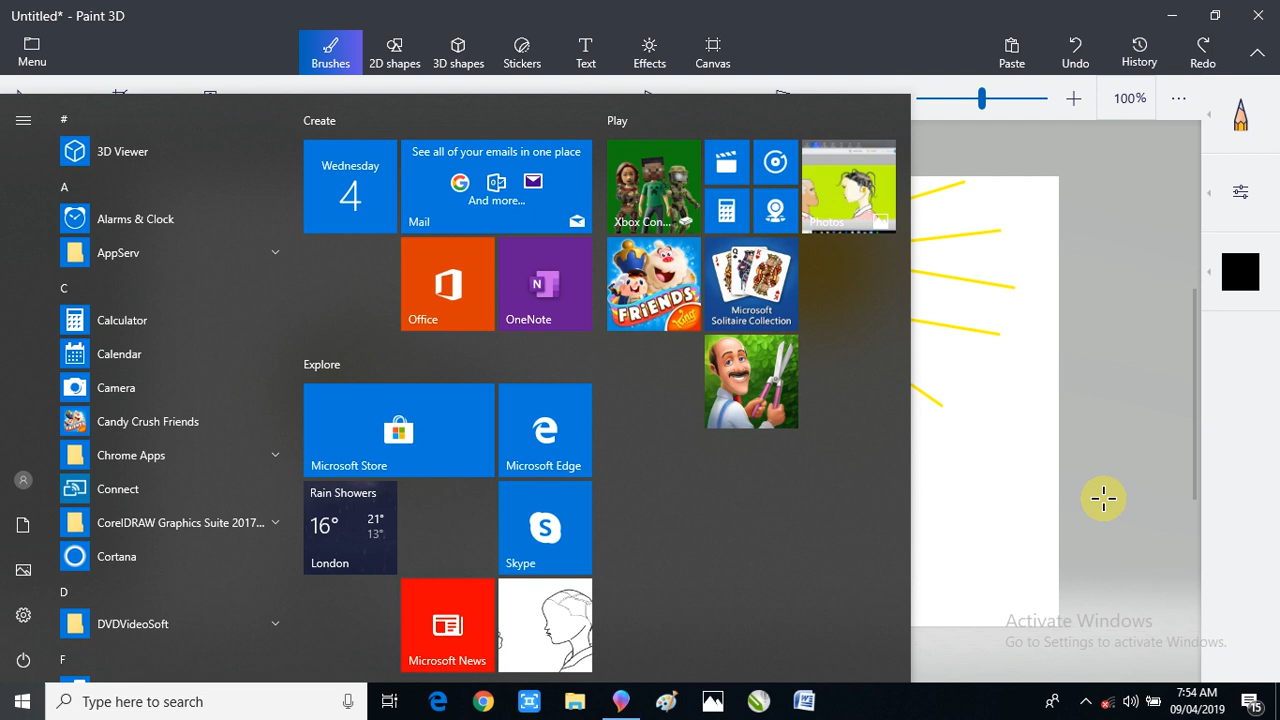 Untitled* - Paint 3D
Menu
Brushes
2D shapes
3D shapes
Stickers
Text
Effects
Canvas
Paste
Undo
History
Redo
100%
#
3D Viewer
A
Alarms & Clock
AppServ
C
Calculator
Calendar
Camera
Candy Crush Friends
Chrome Apps
Connect
CorelDRAW Graphics Suite 2017...
Cortana
D
DVDVideoSoft
F
Create
Wednesday
4
See all of your emails in one place
And more...
Mail
Office
OneNote
Explore
Microsoft Store
Microsoft Edge
Rain Showers
16°
21°
13°
London
Skype
Microsoft News
Play
Xbox Con...
Photos
FRIENDS
King
Microsoft
Solitaire Collection
Activate Windows
Go to Settings to activate Windows.
Type here to search
7:54 AM
09/04/2019
15